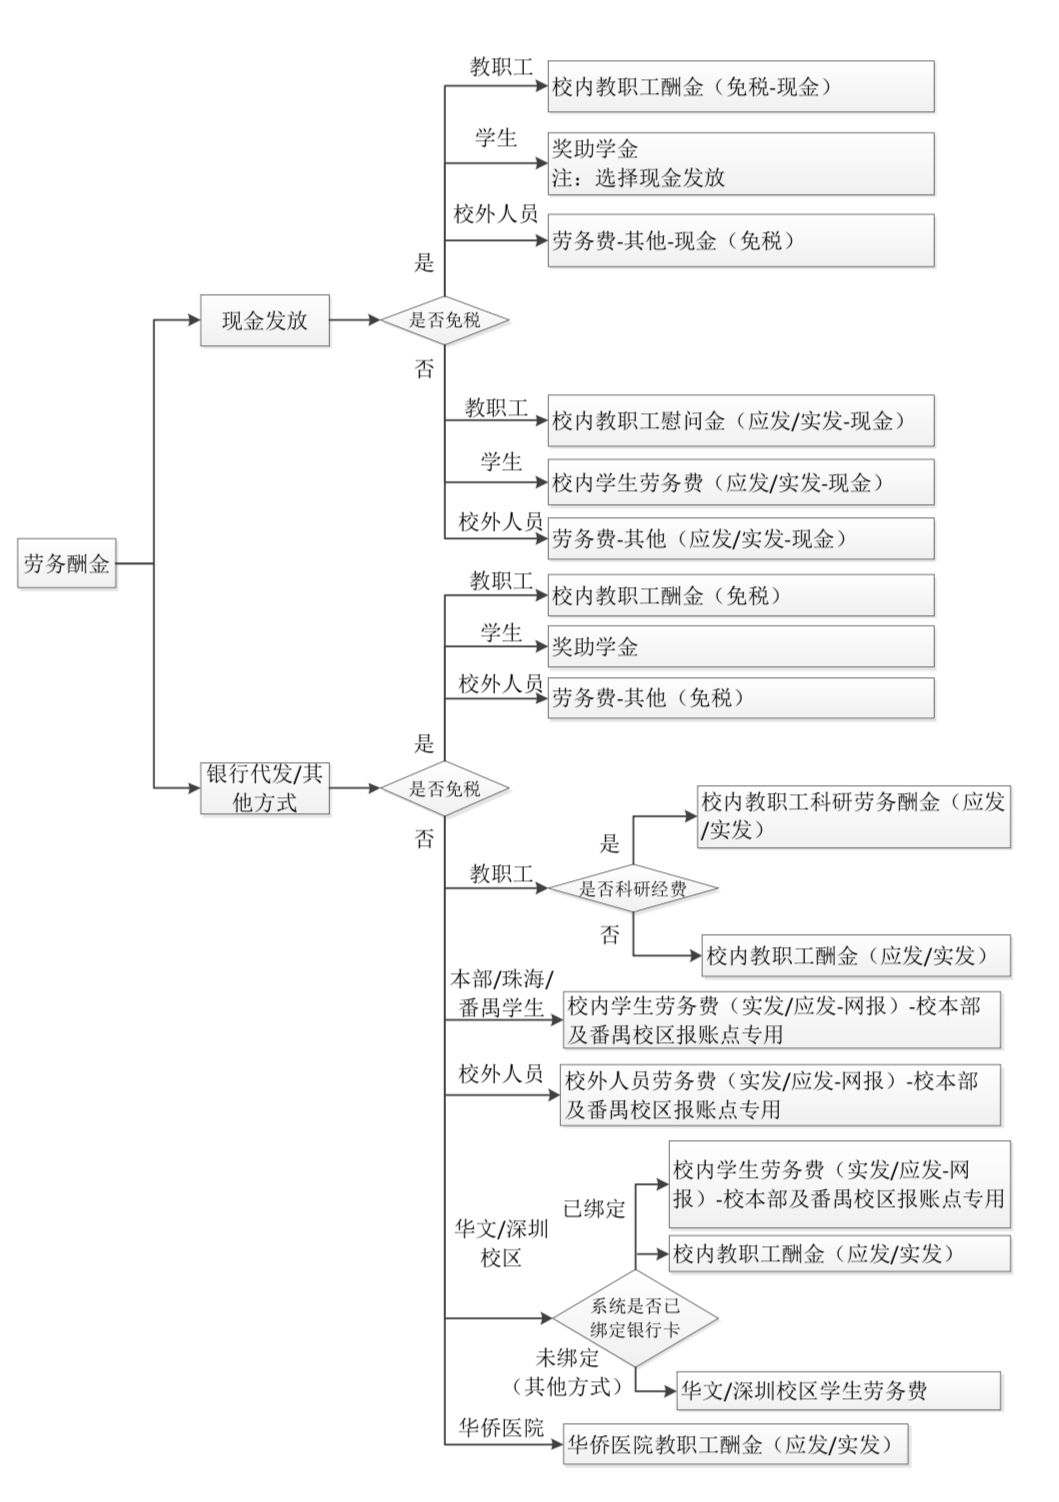 教职工
校内教职工酬金（免税-现金）
学生
奖助学金
注：选择现金发放
校外人员
劳务费-其他-现金（免税）
是
现金发放
是否免税
否
教职工
校内教职工慰问金（应发/实发-现金）
学生
校内学生劳务费（应发/实发-现金）
校外人员
劳务费-其他（应发/实发-现金）
劳务酬金
教职工
校内教职工酬金（免税）
学生
奖助学金
校外人员
劳务费-其他（免税）
是
银行代发/其
他方式
是否免税
否
教职工
是否科研经费
是
校内教职工科研劳务酬金（应发
/实发）
否
校内教职工酬金（应发/实发）
本部/珠海/
番禺学生
校内学生劳务费（实发/应发-网报）-校本部
及番禺校区报账点专用
校外人员
校外人员劳务费（实发/应发-网报）-校本部
及番禺校区报账点专用
华文/深圳
校区
已绑定
校内学生劳务费（实发/应发-网
报）-校本部及番禺校区报账点专用
校内教职工酬金（应发/实发）
系统是否已
绑定银行卡
未绑定
（其他方式）
华文/深圳校区学生劳务费
华侨医院
华侨医院教职工酬金（应发/实发）